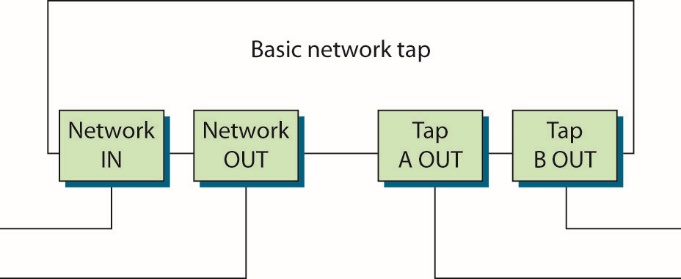 Basic network tap
Network
IN
Network
OUT
Tap
A OUT
Tap
B OUT